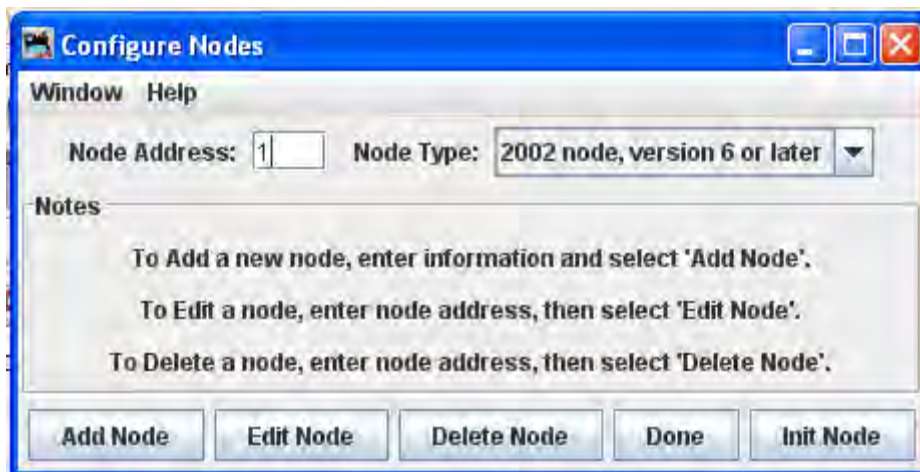 Configure Nodes
Window Help
Node Address: 1 Node Type: 2002 node, version 6 or later
Notes
To Add a new node, enter information and select 'Add Node'.
To Edit a node, enter node address, then select 'Edit Node'.
To Delete a node, enter node address, then select 'Delete Node'.
Add Node Edit Node Delete Node Done Init Node